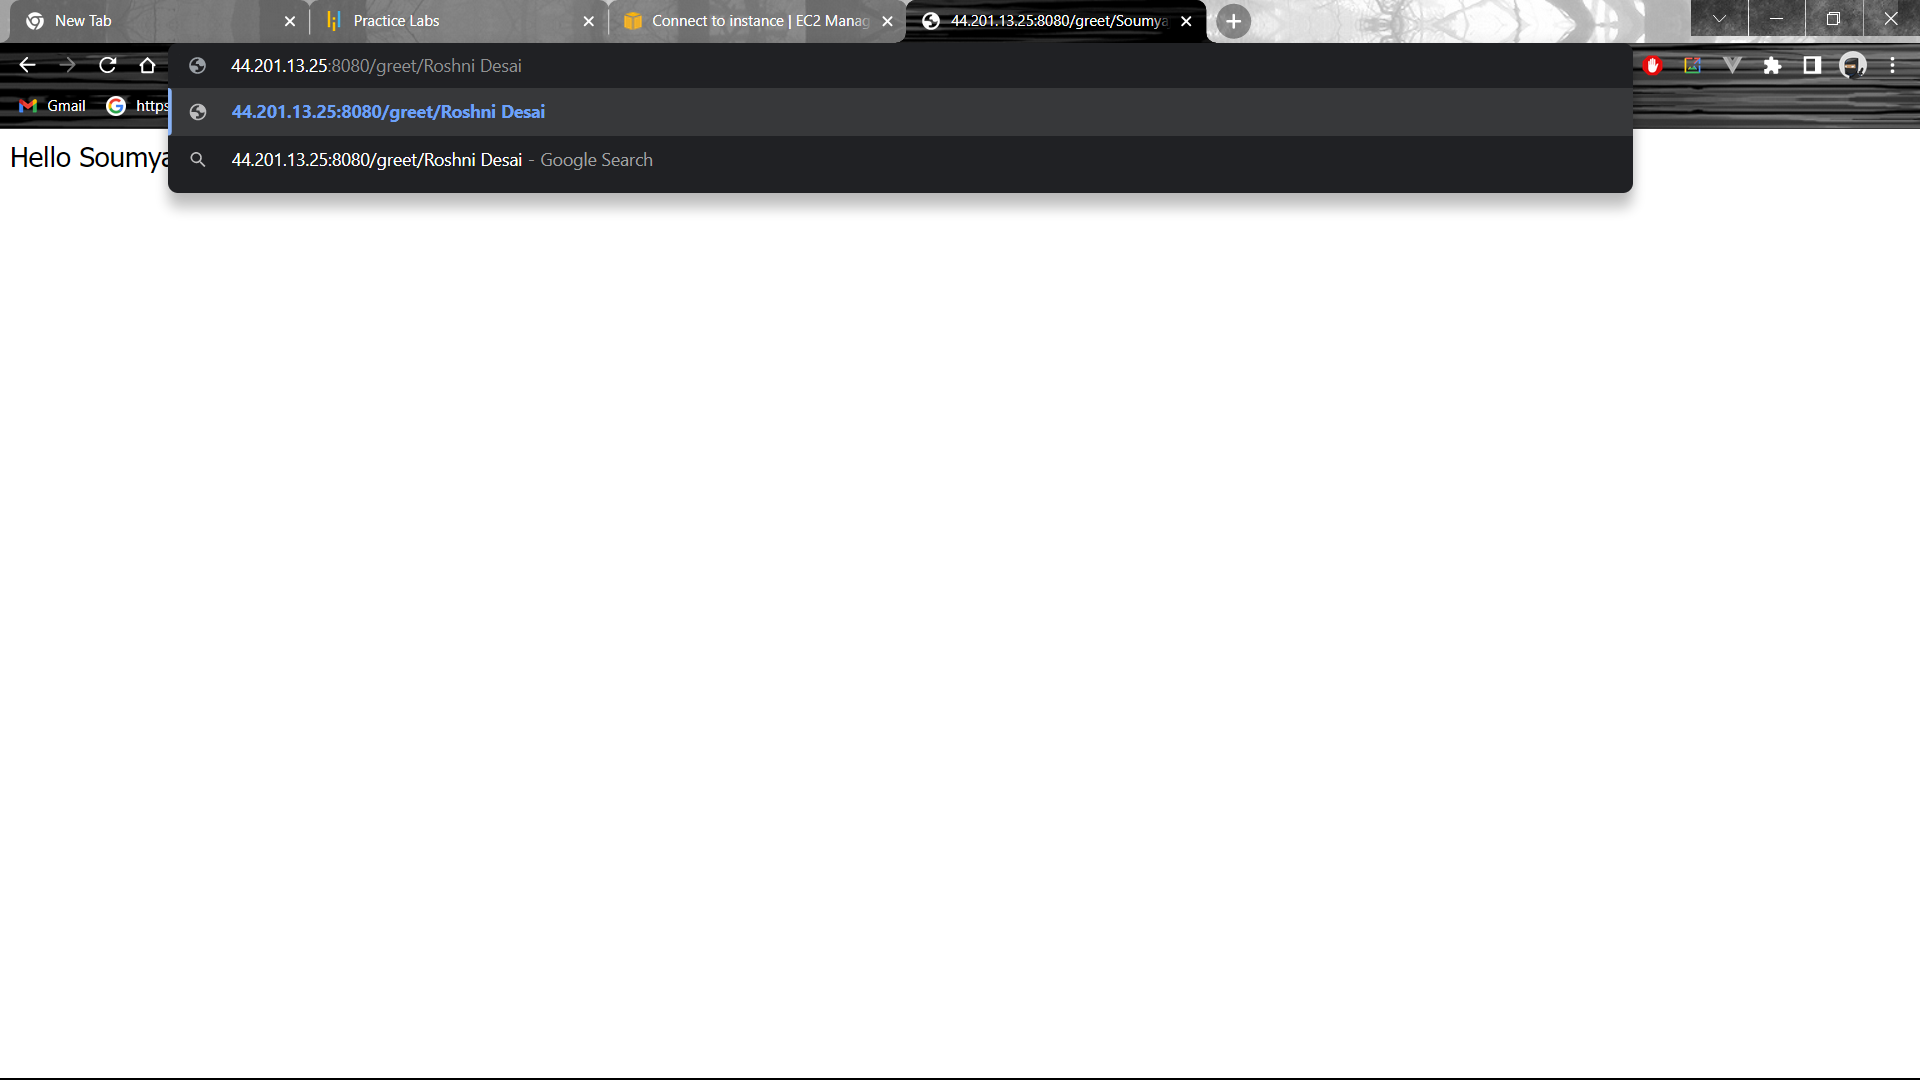 New Tab
Practice Labs
Connect to instance | EC2 Manag
44.201.13.25:8080/greet/Soumya
44.201.13.25:8080/greet/Roshni Desai
Gmail
https
44.201.13.25:8080/greet/Roshni Desai
Hello Soumya
44.201.13.25:8080/greet/Roshni Desai - Google Search